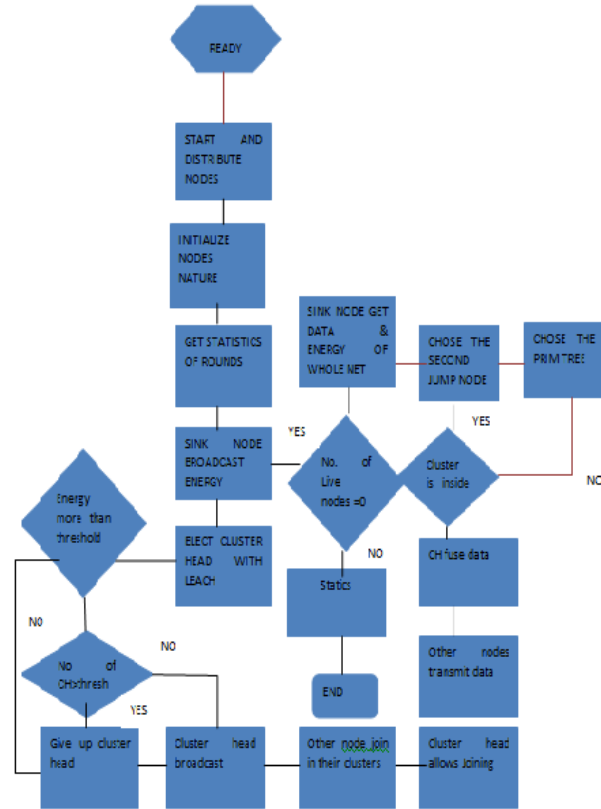 READY
START AND
DISTRIBUTE
NODES
INITIALIZE
NODES
NATURE
GET STATISTICS
OF ROUNDS
SINK NODE
BROADCAST
ENERGY
ELECT CLUSTER
HEAD WITH
LEACH
Energy
more than
threshold
NO
No of
CH>thresh
NO
YES
Give up cluster
head
Cluster head
broadcast
Other node join
in their clusters
Cluster head
allows Joining
SINK NODE GET
DATA &
ENERGY OF
WHOLE NET
YES
No. of
Live
nodes =0
NO
Statics
END
CHOSE THE
SECOND
JUMP NODE
CHOSE THE
PRIM TREE
YES
Cluster
is inside
NO
CH fuse data
Other nodes
transmit data